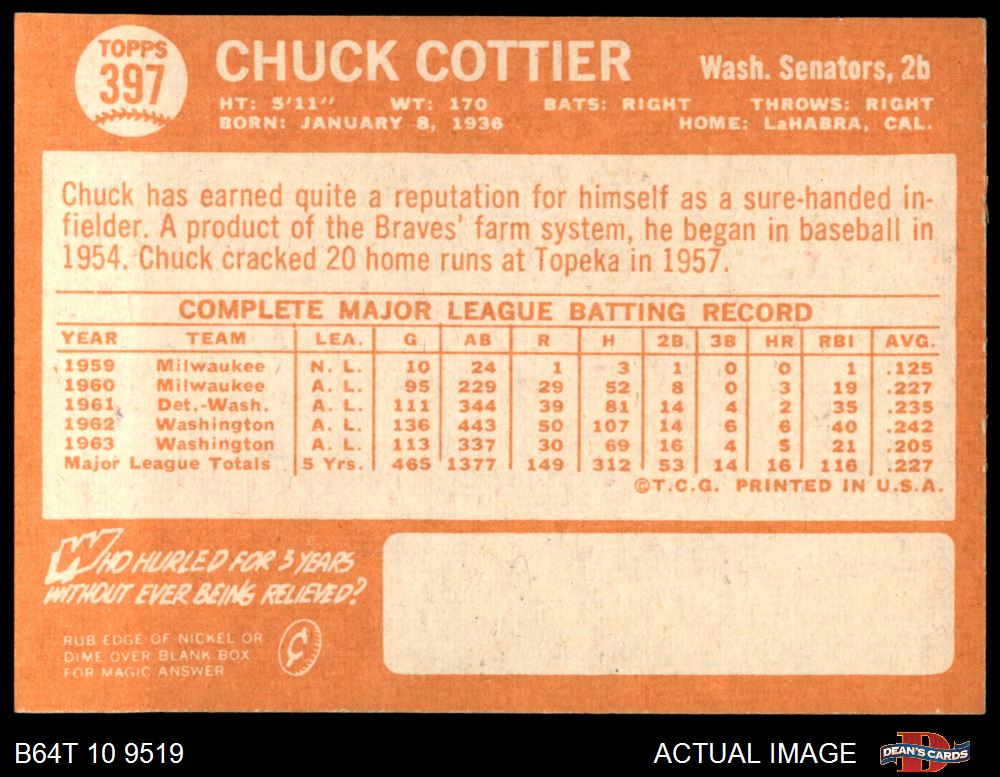 TOPPS
397
CHUCK COTTIER
Wash. Senators, 2b
HT: 5'11" WT: 170 BATS: RIGHT THROWS: RIGHT
BORN: JANUARY 8, 1936 HOME: LaHABRA, CAL.
Chuck has earned quite a reputation for himself as a sure-handed in-
fielder. A product of the Braves' farm system, he began in baseball in
1954. Chuck cracked 20 home runs at Topeka in 1957.
COMPLETE MAJOR LEAGUE BATTING RECORD
YEAR TEAM LEA. G AB R H 2B 3B HR RBI AVG.
1959 Milwaukee N. L. 10 24 1 3 1 0 0 1 .125
1960 Milwaukee A. L. 95 229 29 52 8 0 3 19 .227
1961 Det.-Wash. A. L. 111 344 39 81 14 4 2 35 .235
1962 Washington A. L. 136 443 50 107 14 6 6 40 .242
1963 Washington A. L. 113 337 30 69 16 4 5 21 .205
Major League Totals 5 Yrs. 465 1377 149 312 53 14 16 116 .227
©T.C.G. PRINTED IN U.S.A.
WHO HURLED FOR 3 YEARS
WITHOUT EVER BEING RELIEVED?
RUB EDGE OF NICKEL OR
DIME OVER BLANK BOX
FOR MAGIC ANSWER
¢
B64T 10 9519
ACTUAL IMAGE
DEAN'S CARDS